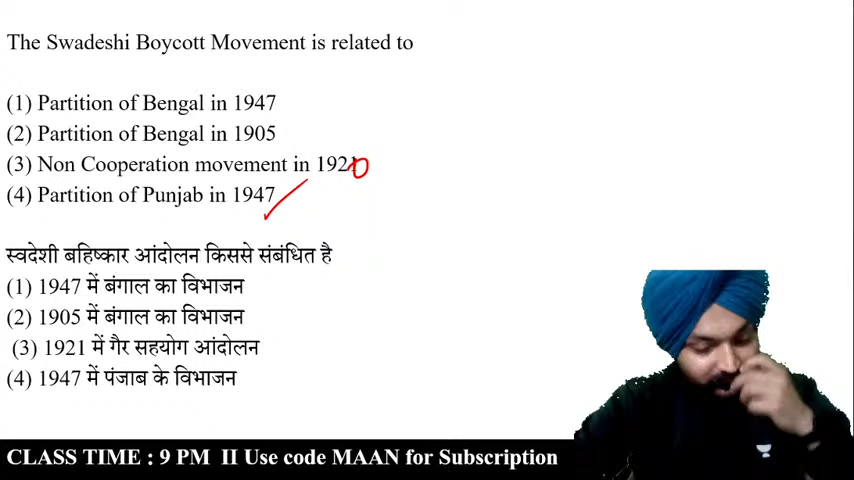 The Swadeshi Boycott Movement is related to
(1) Partition of Bengal in 1947
(2) Partition of Bengal in 1905
(3) Non Cooperation movement in 1920
(4) Partition of Punjab in 1947
स्वदेशी बहिष्कार आंदोलन किससे संबंधित है
(1) 1947 में बंगाल का विभाजन
(2) 1905 में बंगाल का विभाजन
(3) 1921 में गैर सहयोग आंदोलन
(4) 1947 में पंजाब के विभाजन
CLASS TIME : 9 PM II Use code MAAN for Subscription